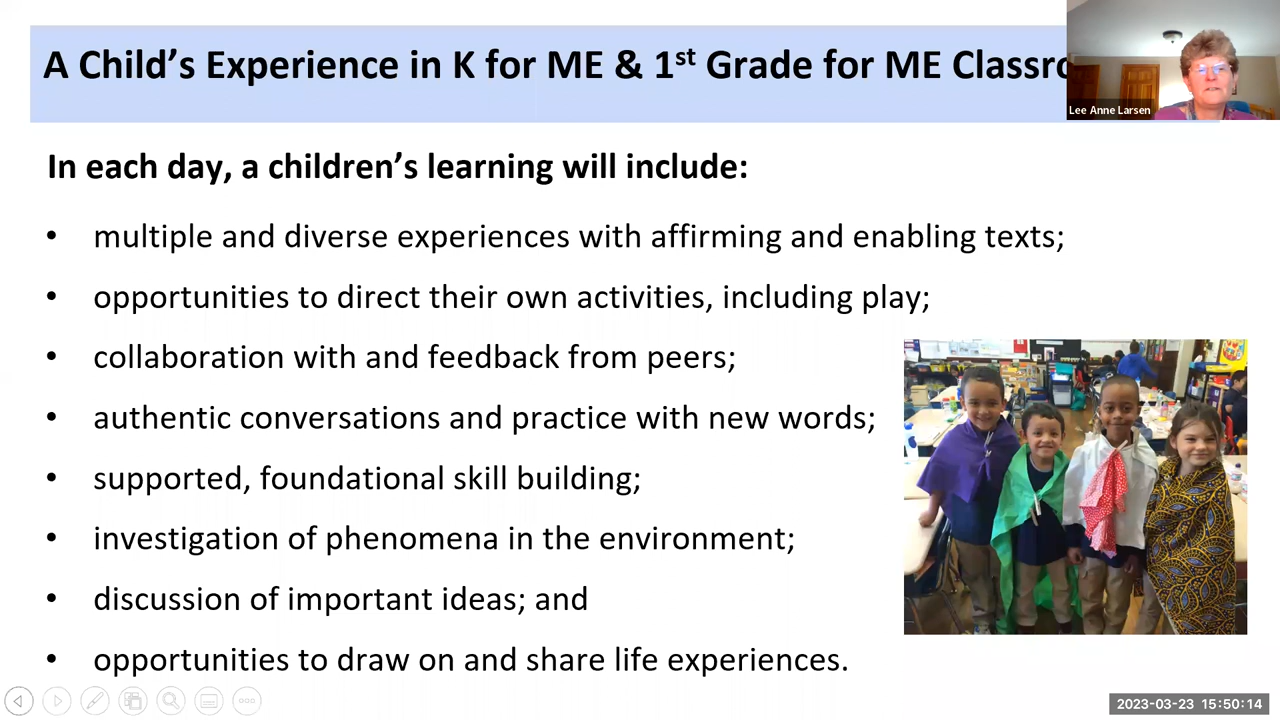 A Child’s Experience in K for ME & 1st Grade for ME Classro
Lee Anne Larsen
In each day, a children’s learning will include:
• multiple and diverse experiences with affirming and enabling texts;
• opportunities to direct their own activities, including play;
• collaboration with and feedback from peers;
• authentic conversations and practice with new words;
• supported, foundational skill building;
• investigation of phenomena in the environment;
• discussion of important ideas; and
• opportunities to draw on and share life experiences.
2023-03-23 15:50:14